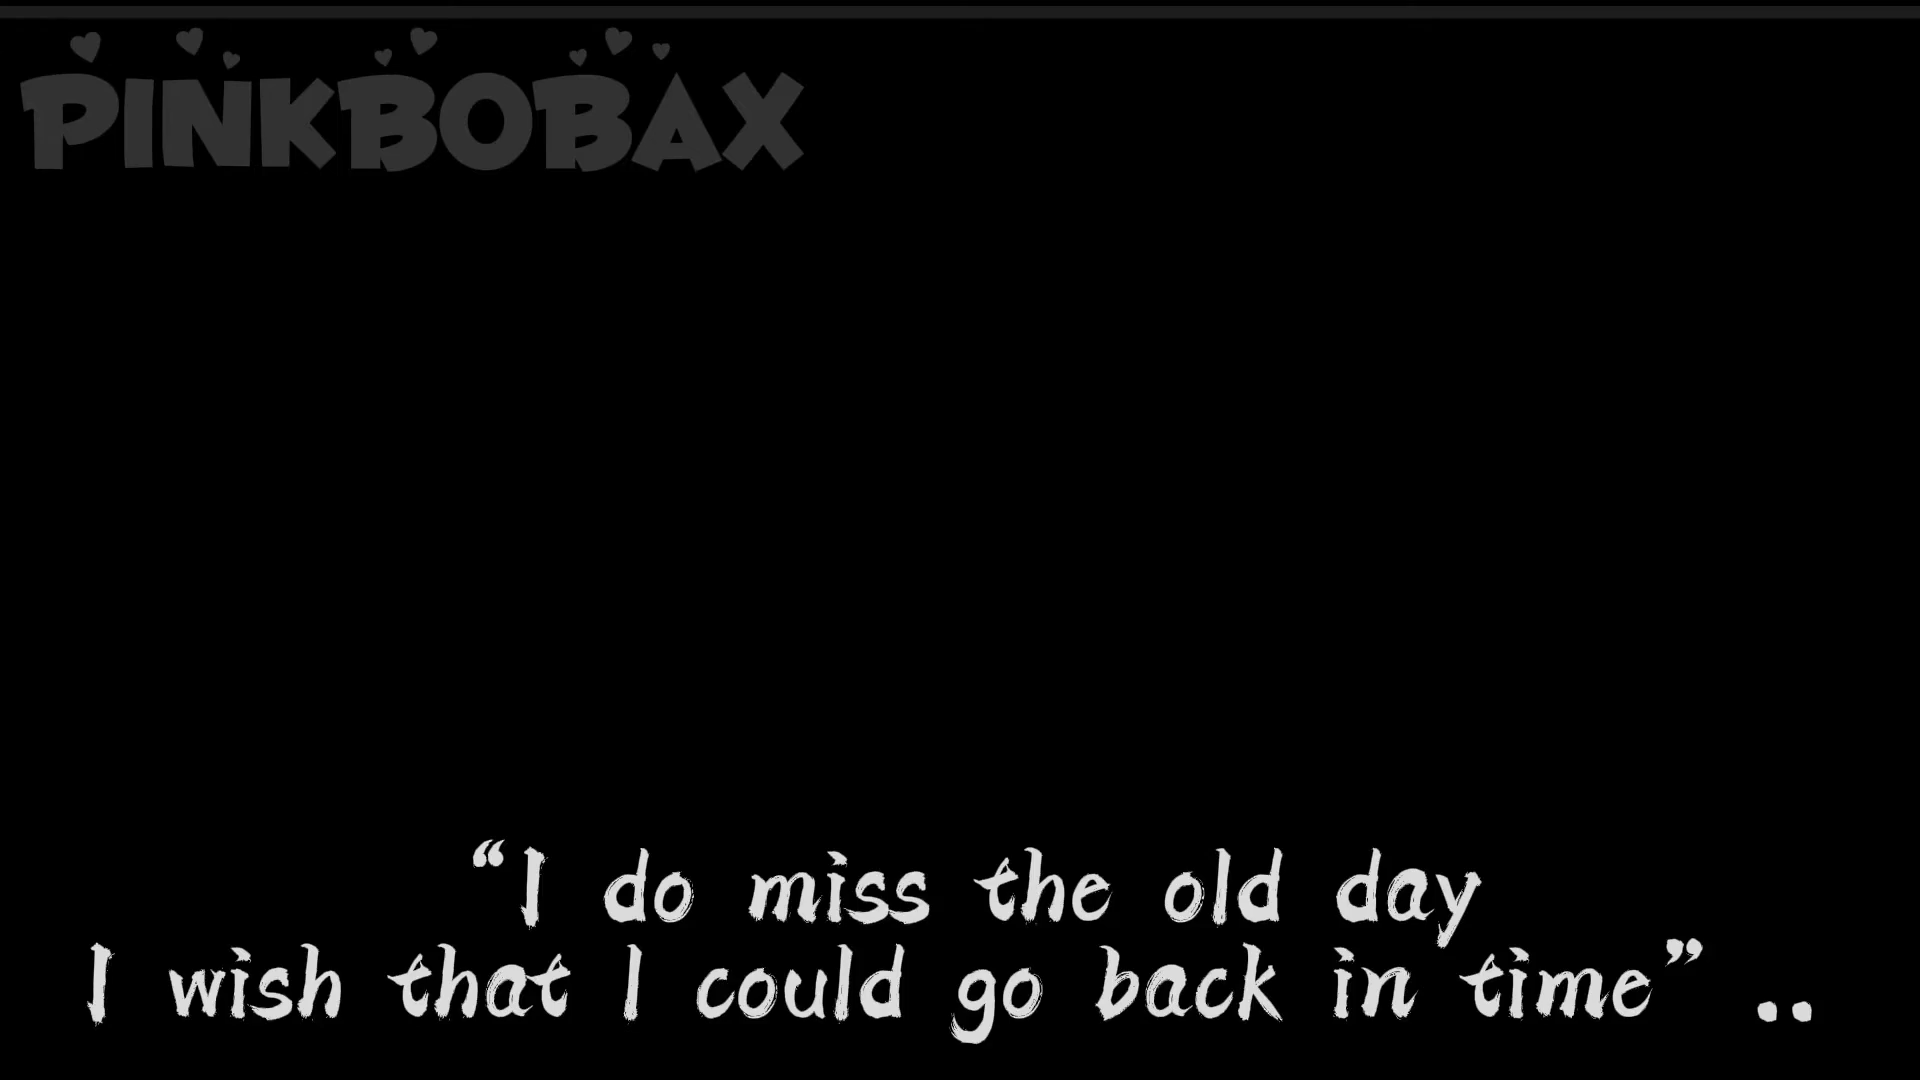 PINKBOBAX
“I do miss the old day
I wish that I could go back in time” ..